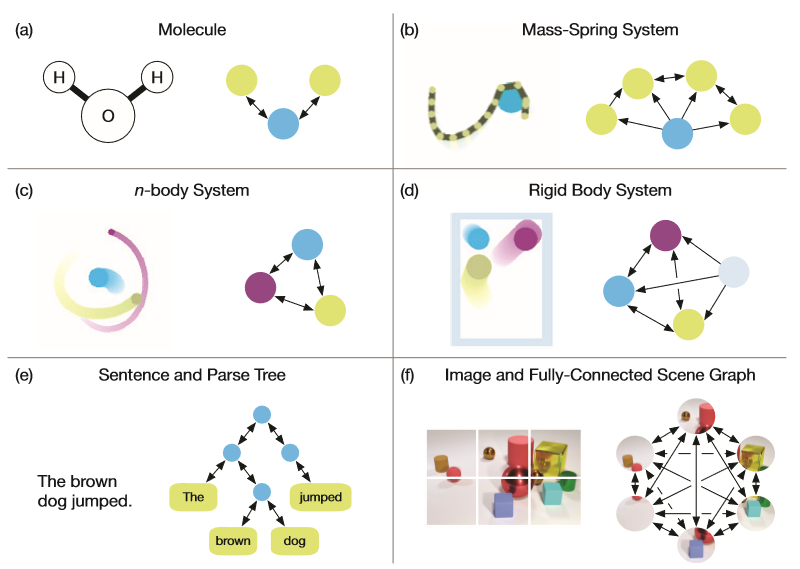 (a) Molecule
H H
O
(b) Mass-Spring System
(c) n-body System
(d) Rigid Body System
(e) Sentence and Parse Tree
The brown
dog jumped.
The jumped
brown dog
(f) Image and Fully-Connected Scene Graph